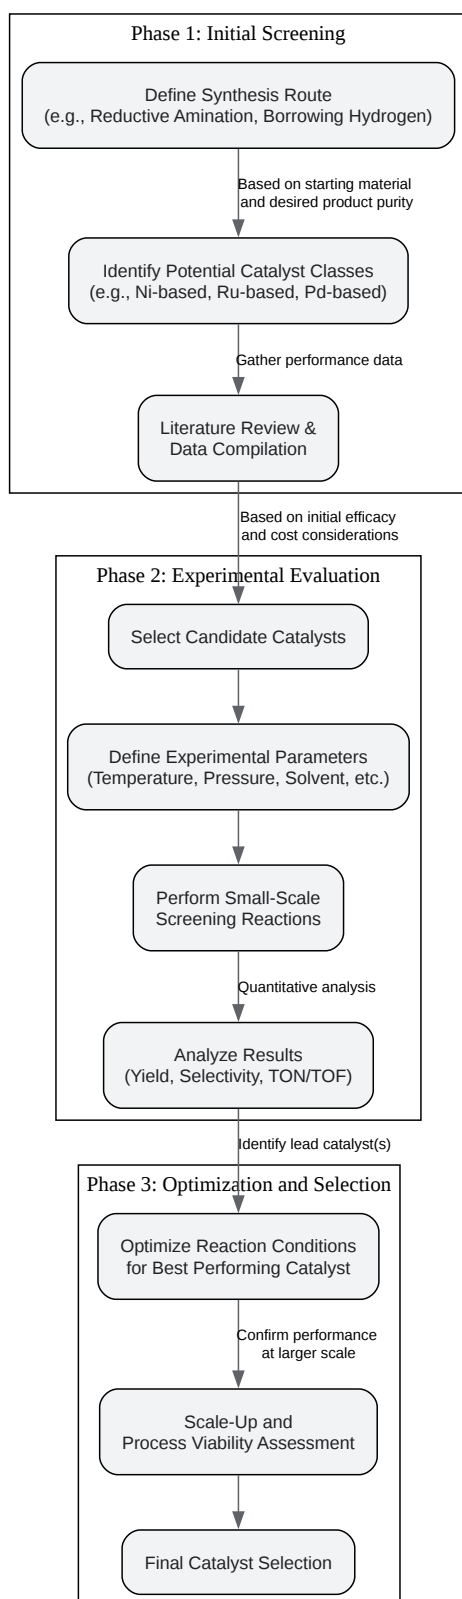 Phase 1: Initial Screening
Define Synthesis Route
(e.g., Reductive Amination, Borrowing Hydrogen)
Based on starting material
and desired product purity
Identify Potential Catalyst Classes
(e.g., Ni-based, Ru-based, Pd-based)
Gather performance data
Literature Review &
Data Compilation
Based on initial efficacy
and cost considerations
Phase 2: Experimental Evaluation
Select Candidate Catalysts
Define Experimental Parameters
(Temperature, Pressure, Solvent, etc.)
Perform Small-Scale
Screening Reactions
Quantitative analysis
Analyze Results
(Yield, Selectivity, TON/TOF)
Identify lead catalyst(s)
Phase 3: Optimization and Selection
Optimize Reaction Conditions
for Best Performing Catalyst
Confirm performance
at larger scale
Scale-Up and
Process Viability Assessment
Final Catalyst Selection